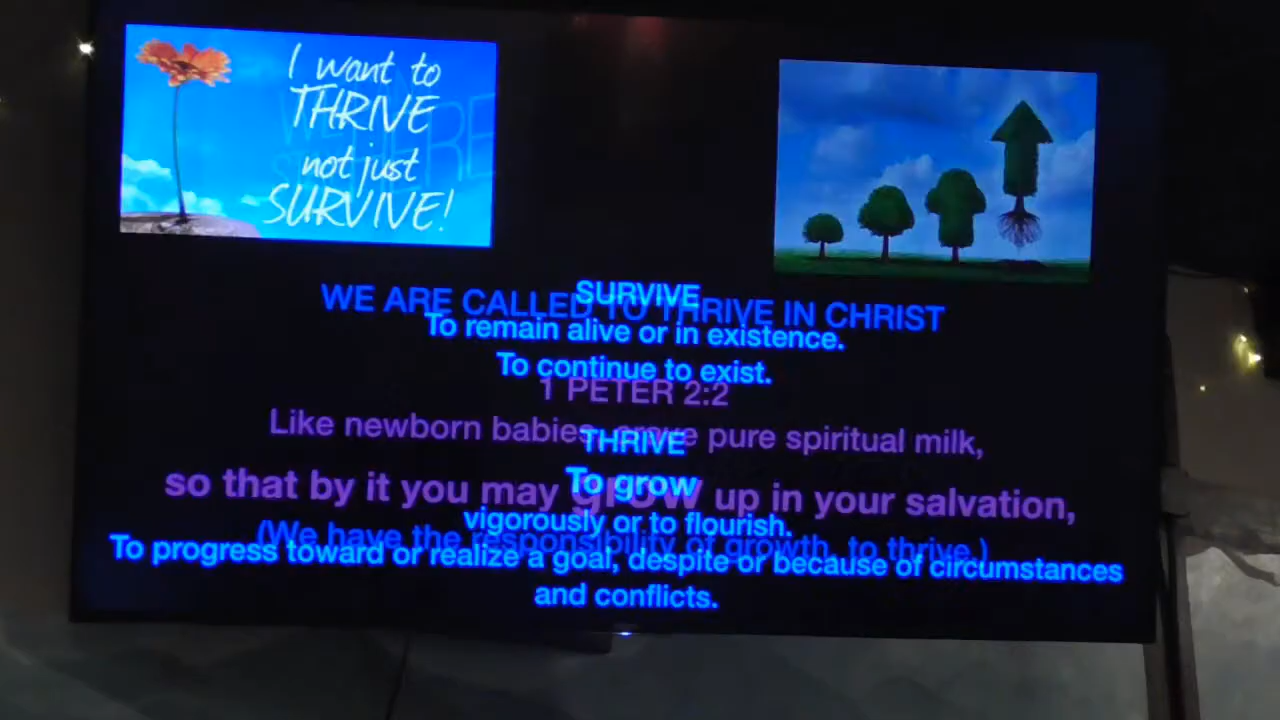 I want to
THRIVE
not just
SURVIVE!
SURVIVE
WE ARE CALLED TO THRIVE IN CHRIST
To remain alive or in existence.
To continue to exist.
1 PETER 2:2
Like newborn babies, crave pure spiritual milk,
THRIVE
To grow
so that by it you may grow up in your salvation,
vigorously or to flourish.
(We have the responsibility of growth, to thrive.)
To progress toward or realize a goal, despite or because of circumstances
and conflicts.